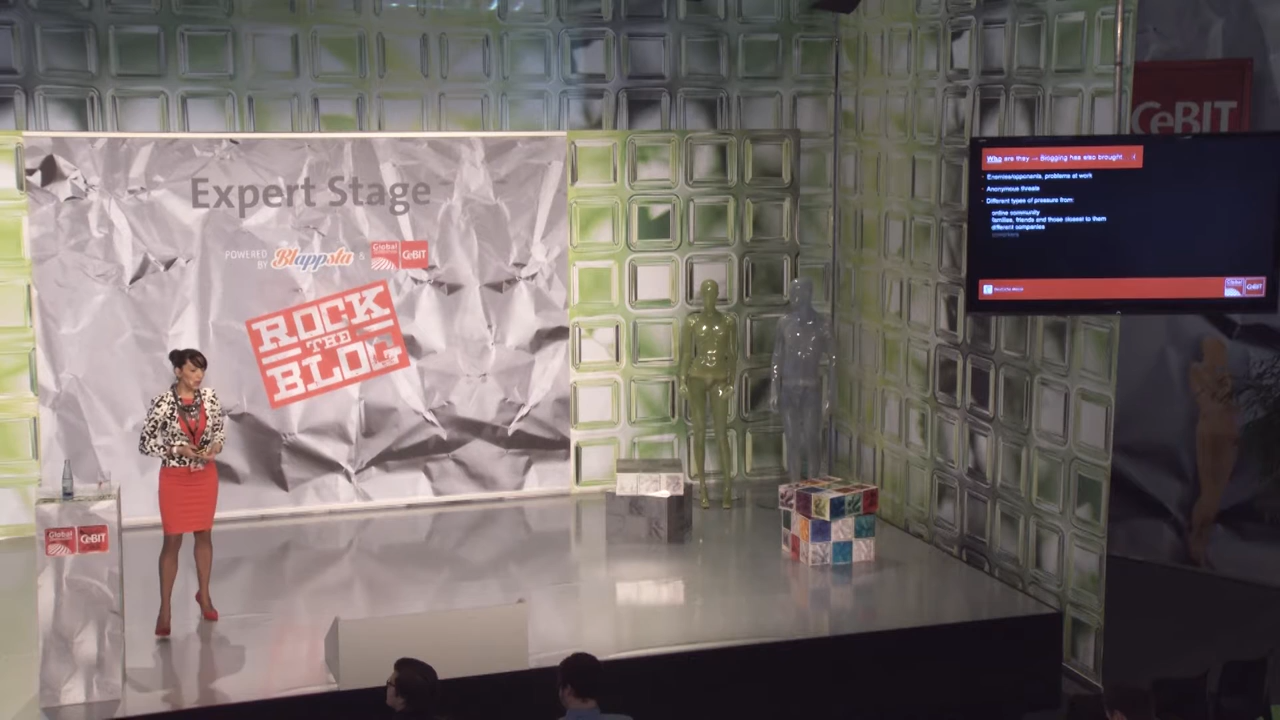 Expert Stage
POWERED
BY
Blappsta
&
Global
CeBIT
ROCK
THE
BLOG
Global
CeBIT
CeBIT
Who are they — Blogging has also brought :(
Enemies/opponents, problems at work
Anonymous threats
Different types of pressure from:
online community
families, friends and those closest to them
different companies
coworkers
Global
CeBIT